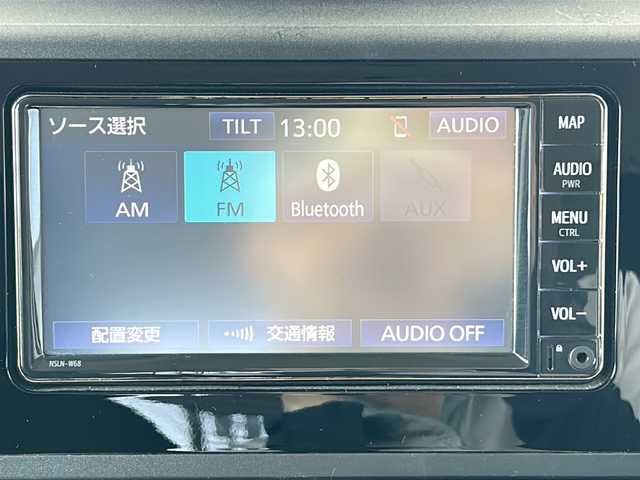 ソース選択 TILT 13:00 AUDIO
AM FM Bluetooth AUX
配置変更 交通情報 AUDIO OFF
NSLN-W68
MAP
AUDIO
PWR
MENU
CTRL
VOL+
VOL-